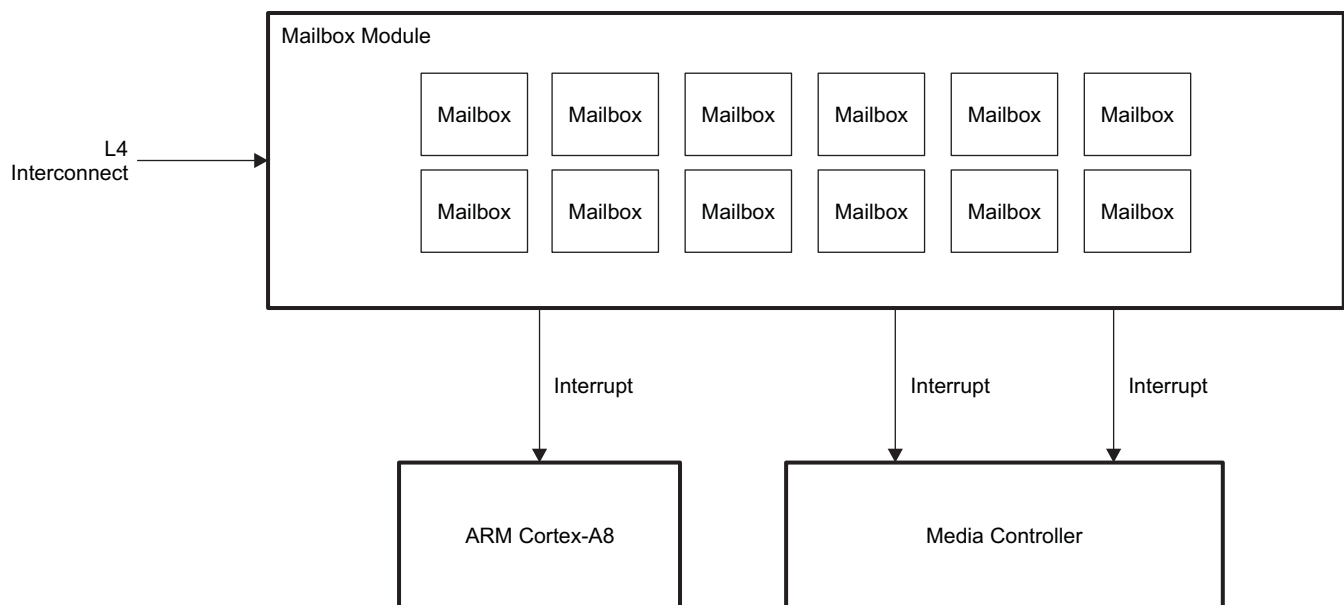 Mailbox Module
Mailbox Mailbox Mailbox Mailbox Mailbox Mailbox
L4
Interconnect
Mailbox Mailbox Mailbox Mailbox Mailbox Mailbox
Interrupt Interrupt Interrupt
ARM Cortex-A8 Media Controller